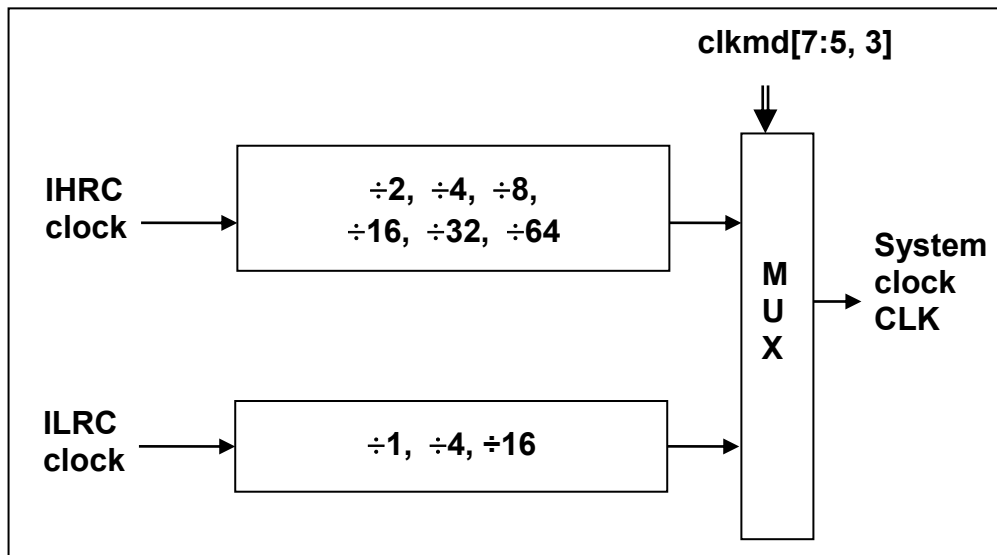 clkmd[7:5, 3]
IHRC
clock
÷2, ÷4, ÷8,
÷16, ÷32, ÷64
M
U
X
System
clock
CLK
ILRC
clock
÷1, ÷4, ÷16